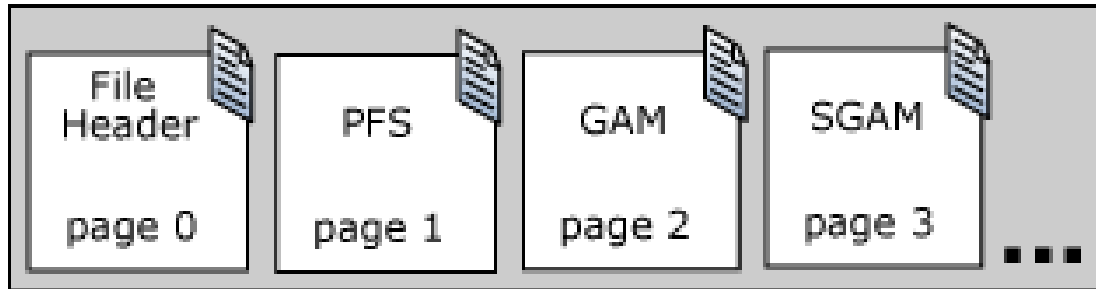 File
Header
page 0
PFS
page 1
GAM
page 2
SGAM
page 3
...